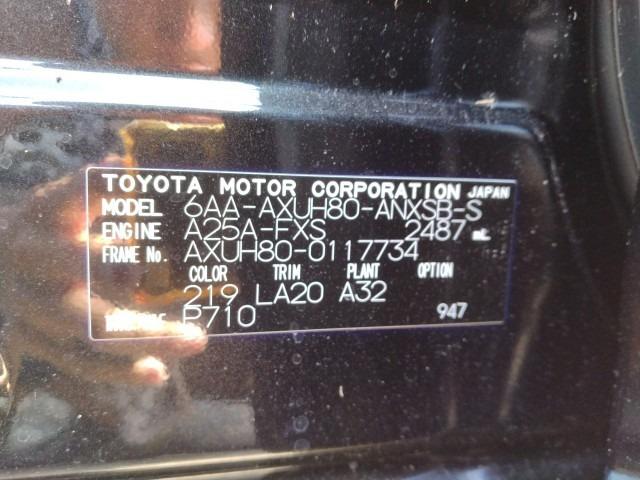 TOYOTA MOTOR CORPORATION JAPAN
MODEL 6AA-AXUH80-ANXSB-S
ENGINE A25A-FXS 2487 mL
FRAME No. AXUH80-0117734
COLOR TRIM PLANT OPTION
219 LA20 A32
P710 947